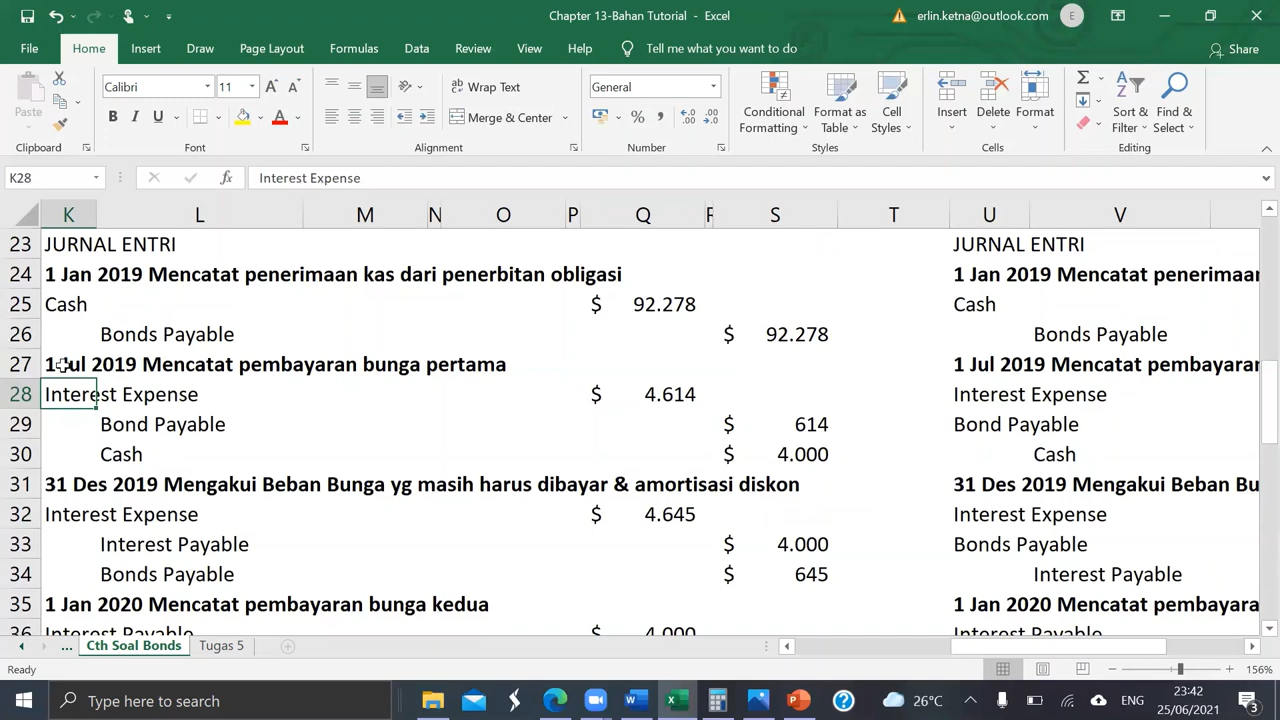 Chapter 13-Bahan Tutorial - Excel
erlin.ketna@outlook.com E
File Home Insert Draw Page Layout Formulas Data Review View Help Tell me what you want to do Share
Calibri 11 Wrap Text General
Paste B I U A Merge & Center % Conditional Formatting Format as Table Cell Styles Insert Delete Format Sort & Filter Find & Select
Clipboard Font Alignment Number Styles Cells Editing
K28 fx Interest Expense
K L M N O P Q R S T U V
23 JURNAL ENTRI JURNAL ENTRI
24 1 Jan 2019 Mencatat penerimaan kas dari penerbitan obligasi 1 Jan 2019 Mencatat penerimaan
25 Cash $ 92.278 Cash
26 Bonds Payable $ 92.278 Bonds Payable
27 1 Jul 2019 Mencatat pembayaran bunga pertama 1 Jul 2019 Mencatat pembayaran
28 Interest Expense $ 4.614 Interest Expense
29 Bond Payable $ 614 Bond Payable
30 Cash $ 4.000 Cash
31 31 Des 2019 Mengakui Beban Bunga yg masih harus dibayar & amortisasi diskon 31 Des 2019 Mengakui Beban Bu
32 Interest Expense $ 4.645 Interest Expense
33 Interest Payable $ 4.000 Bonds Payable
34 Bonds Payable $ 645 Interest Payable
35 1 Jan 2020 Mencatat pembayaran bunga kedua 1 Jan 2020 Mencatat pembayara
36 Interest Payable $ 4.000 Interest Payable
... Cth Soal Bonds Tugas 5
Ready 156%
Type here to search 26°C ENG 23:42
25/06/2021 3